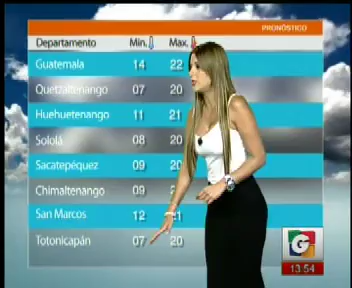 PRONÓSTICO
Departamento Min. Max.
Guatemala 14 22
Quetzaltenango 07 20
Huehuetenango 11 21
Sololá 08 20
Sacatepéquez 09 20
Chimaltenango 09
San Marcos 12 21
Totonicapán 07 20
G
13:54